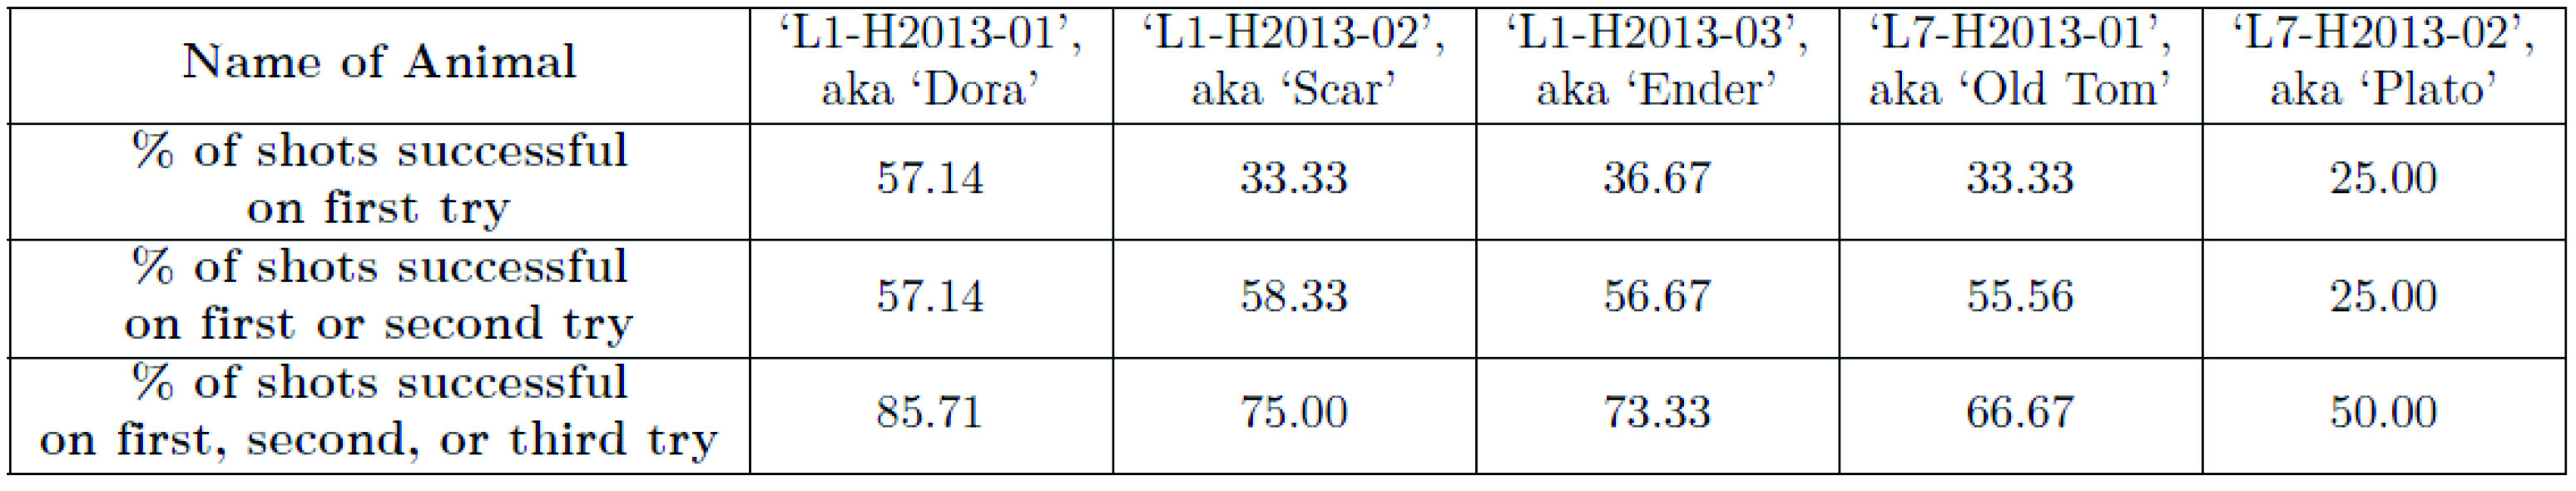 Name of Animal
‘L1-H2013-01’,
aka ‘Dora’
‘L1-H2013-02’,
aka ‘Scar’
‘L1-H2013-03’,
aka ‘Ender’
‘L7-H2013-01’,
aka ‘Old Tom’
‘L7-H2013-02’,
aka ‘Plato’
% of shots successful
on first try
57.14
33.33
36.67
33.33
25.00
% of shots successful
on first or second try
57.14
58.33
56.67
55.56
25.00
% of shots successful
on first, second, or third try
85.71
75.00
73.33
66.67
50.00